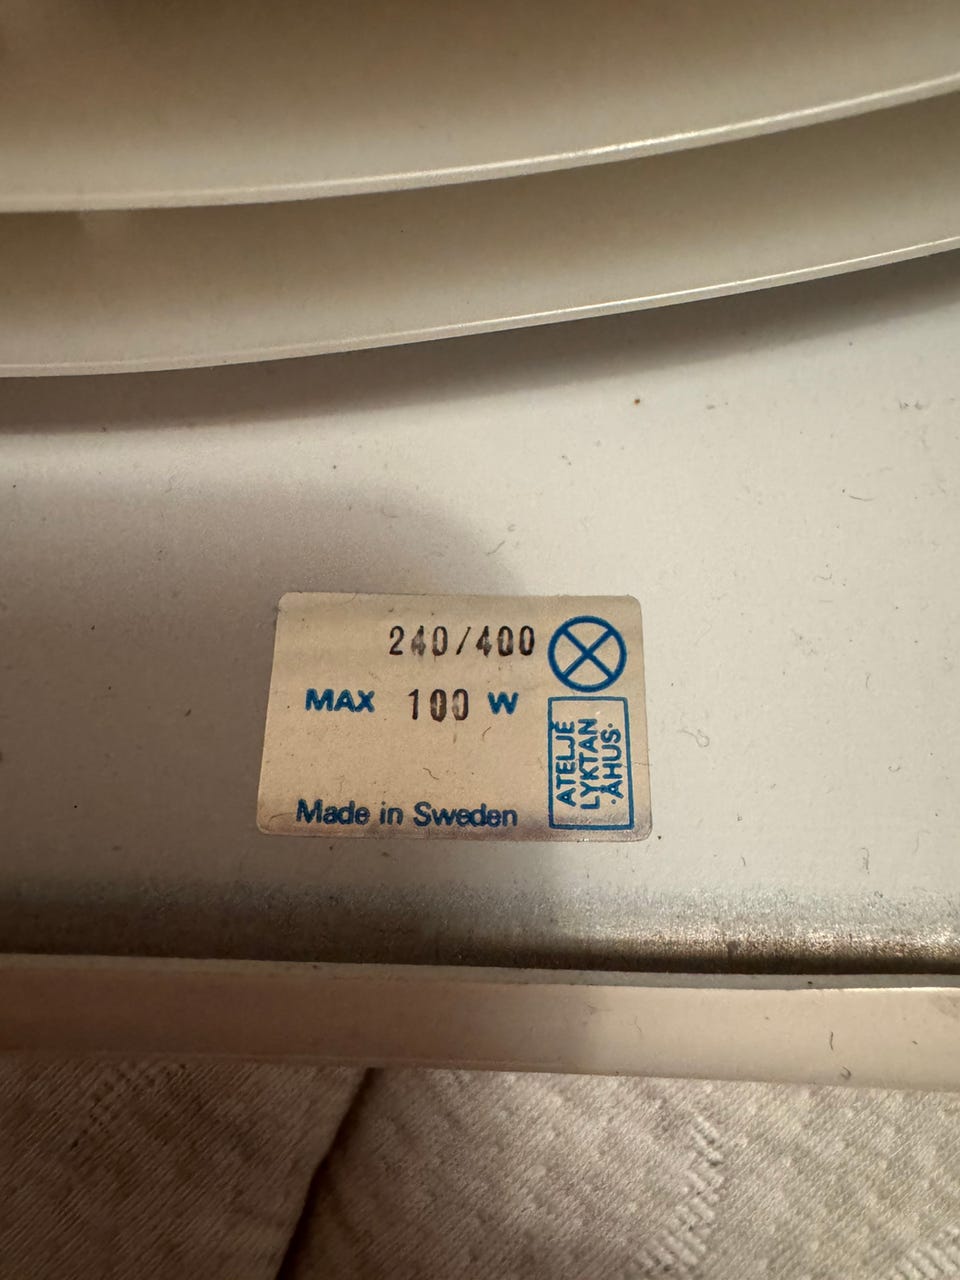 240/400
MAX 100 W
Made in Sweden
ATELJÉ
LYKTAN
·ÅHUS·